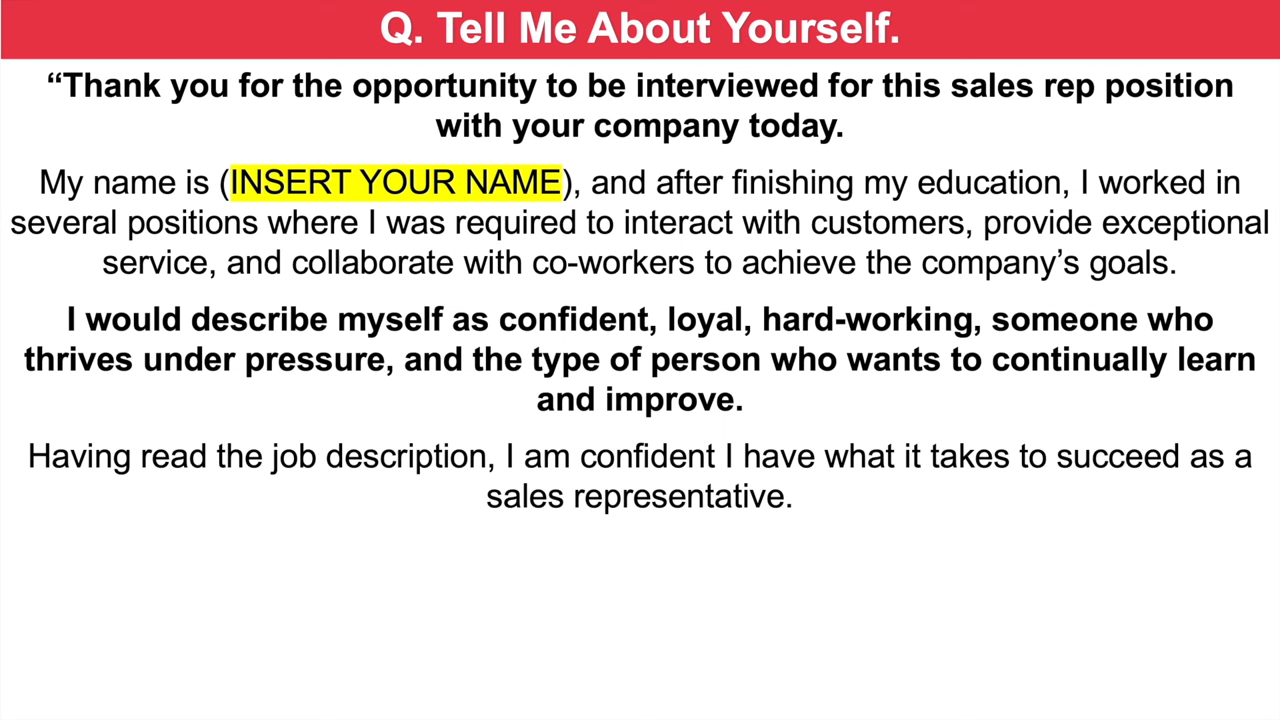 Q. Tell Me About Yourself.
“Thank you for the opportunity to be interviewed for this sales rep position
with your company today.
My name is (INSERT YOUR NAME), and after finishing my education, I worked in
several positions where I was required to interact with customers, provide exceptional
service, and collaborate with co-workers to achieve the company’s goals.
I would describe myself as confident, loyal, hard-working, someone who
thrives under pressure, and the type of person who wants to continually learn
and improve.
Having read the job description, I am confident I have what it takes to succeed as a
sales representative.